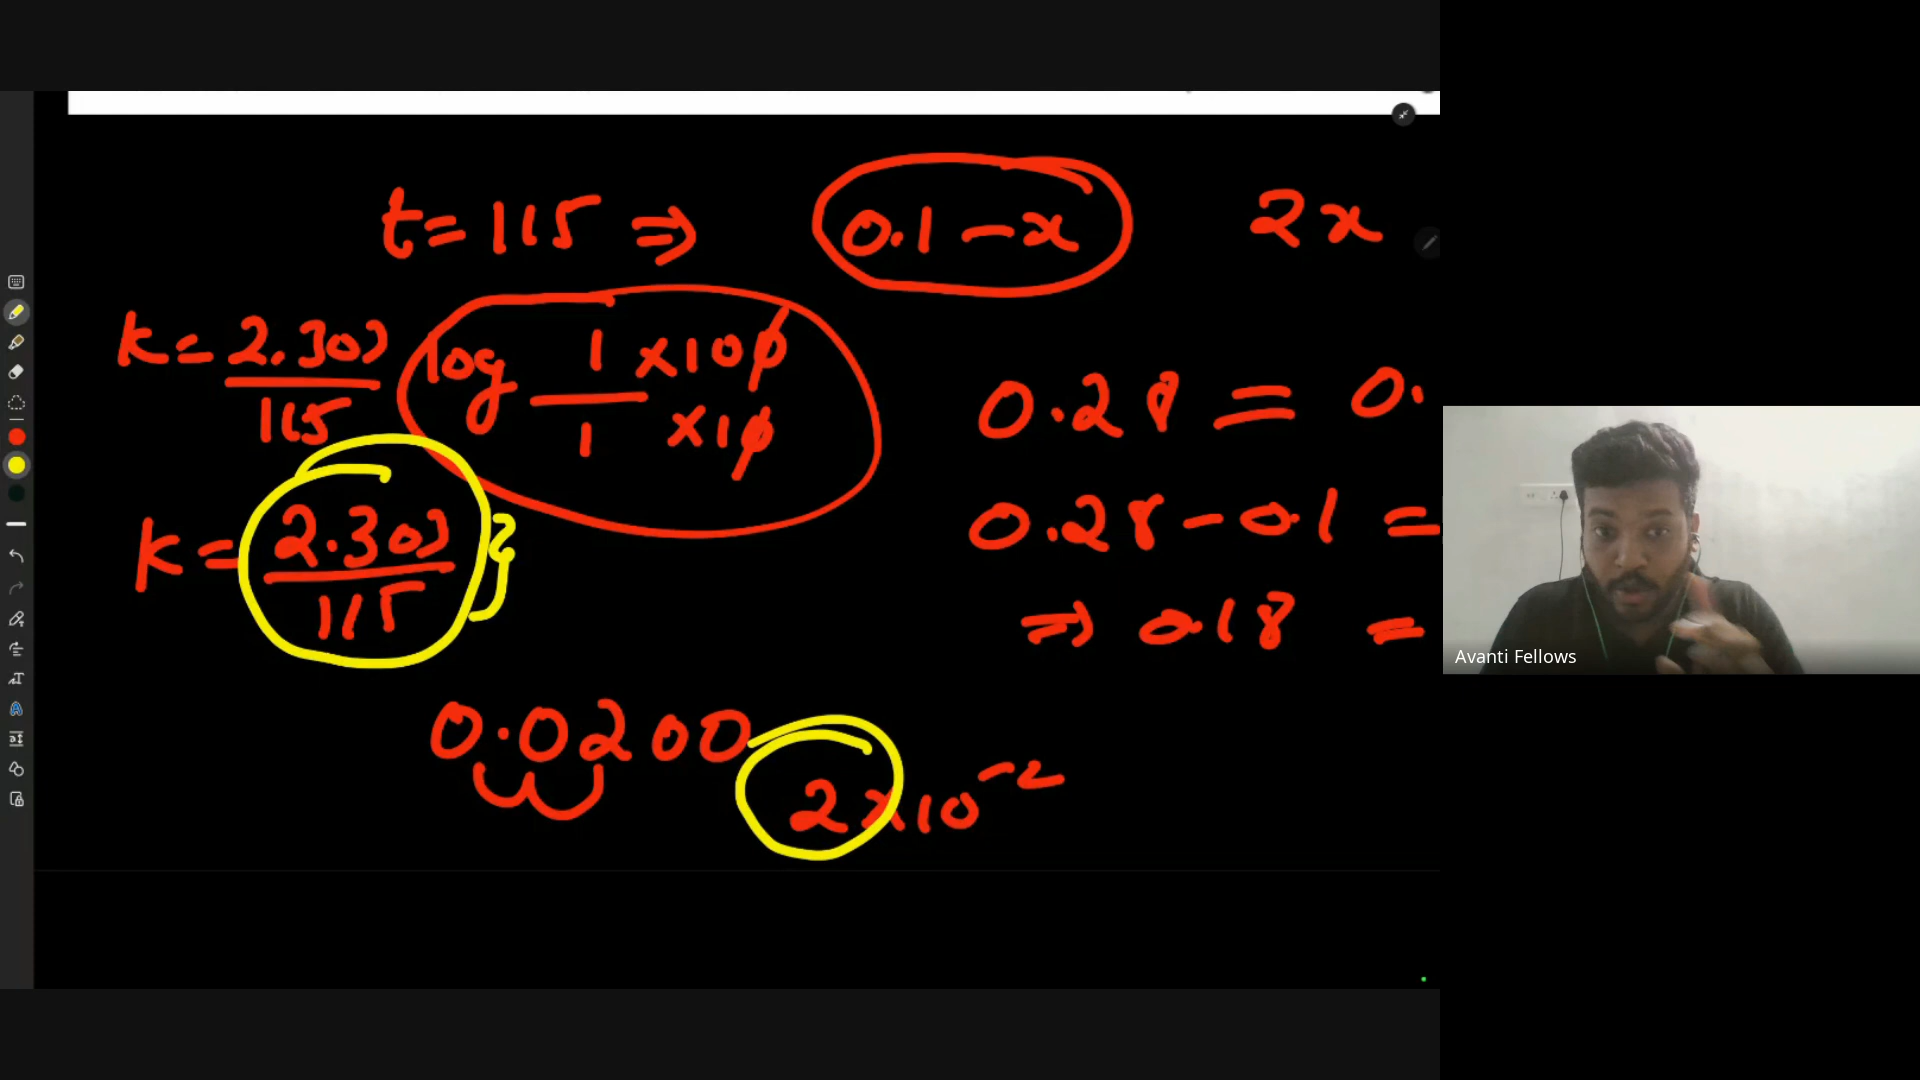 t = 115 ⇒ 0.1 - x 2x
k = 2.303/115 log 1 × 100 / 1 × 10
0.28 = 0.
k = 2.303/115
0.28 - 0.1 =
⇒ 0.18 =
0.0200
2 × 10⁻²
Avanti Fellows